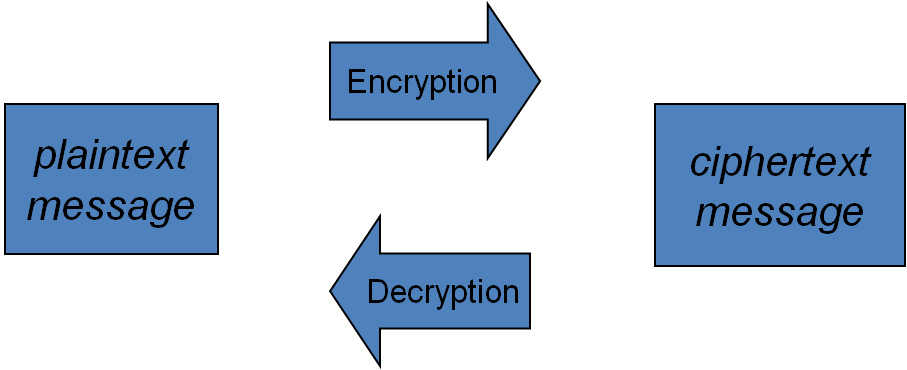 Encryption
plaintext
message
ciphertext
message
Decryption